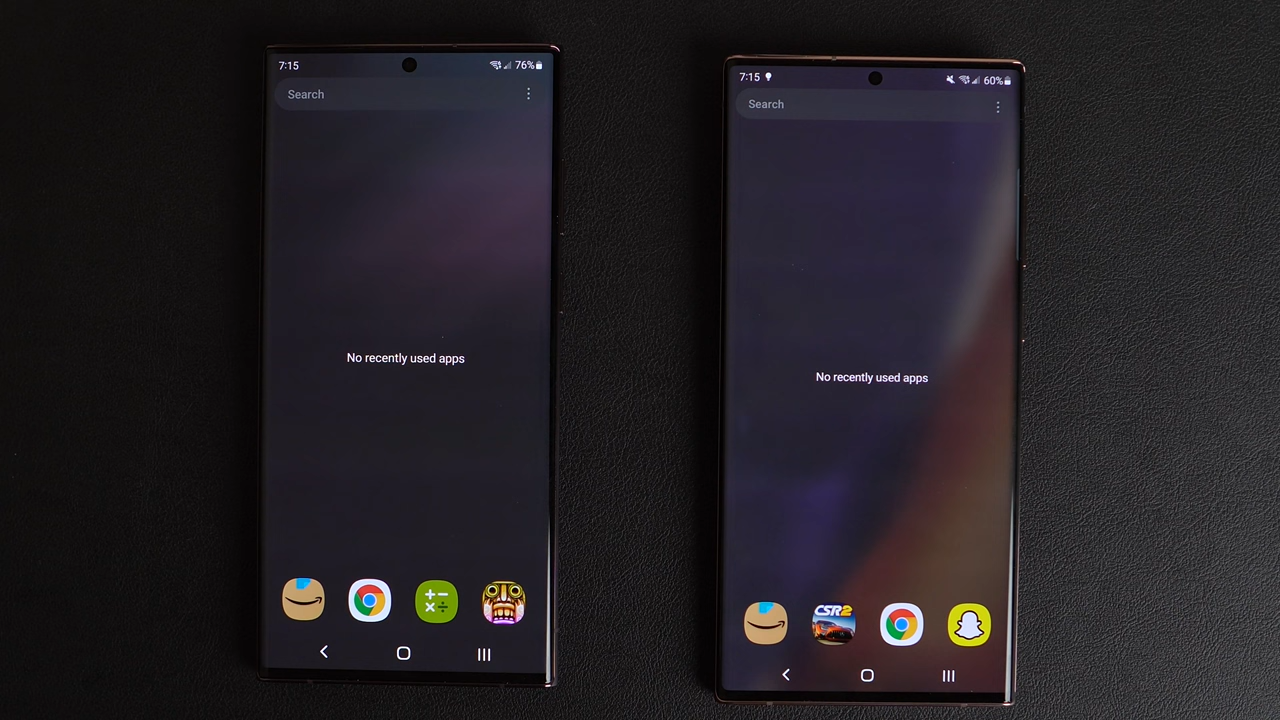 7:15
76%
Search
No recently used apps
7:15
60%
Search
No recently used apps
CSR2